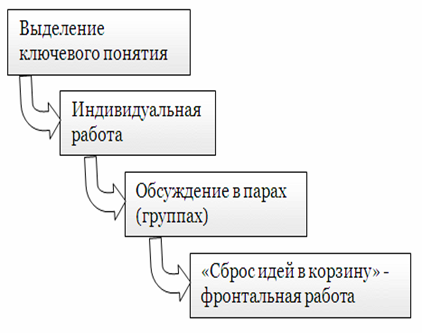 Выделение
ключевого понятия
Индивидуальная
работа
Обсуждение в парах
(группах)
«Сброс идей в корзину» -
фронтальная работа